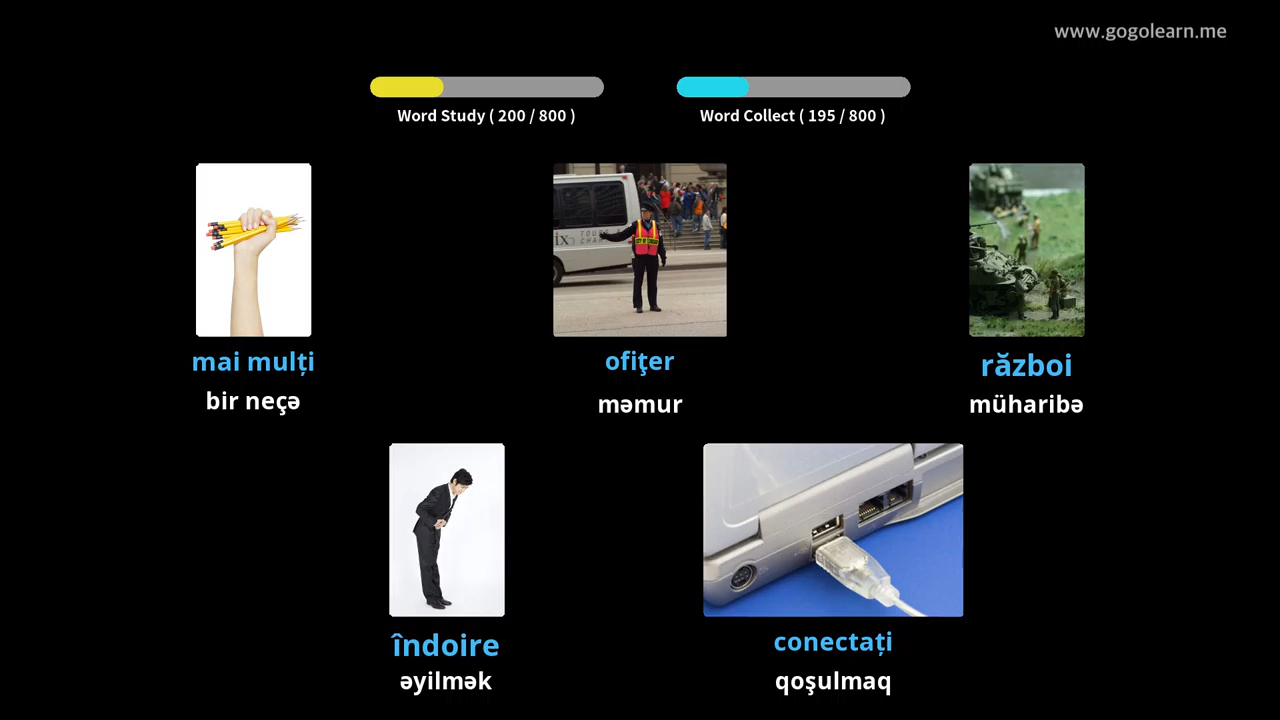 www.gogolearn.me
Word Study ( 200 / 800 )
Word Collect ( 195 / 800 )
mai mulți
bir neçə
ofiţer
məmur
război
müharibə
îndoire
əyilmək
conectați
qoşulmaq